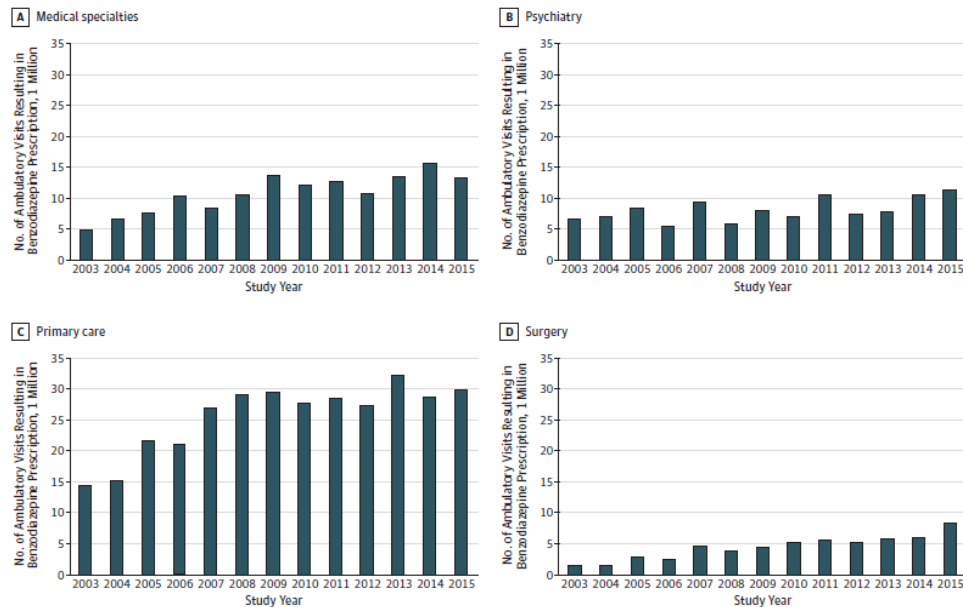 A Medical specialties
No. of Ambulatory Visits Resulting in
Benzodiazepine Prescription, 1 Million
35
30
25
20
15
10
5
0
2003 2004 2005 2006 2007 2008 2009 2010 2011 2012 2013 2014 2015
Study Year
B Psychiatry
No. of Ambulatory Visits Resulting in
Benzodiazepine Prescription, 1 Million
35
30
25
20
15
10
5
0
2003 2004 2005 2006 2007 2008 2009 2010 2011 2012 2013 2014 2015
Study Year
C Primary care
No. of Ambulatory Visits Resulting in
Benzodiazepine Prescription, 1 Million
35
30
25
20
15
10
5
0
2003 2004 2005 2006 2007 2008 2009 2010 2011 2012 2013 2014 2015
Study Year
D Surgery
No. of Ambulatory Visits Resulting in
Benzodiazepine Prescription, 1 Million
35
30
25
20
15
10
5
0
2003 2004 2005 2006 2007 2008 2009 2010 2011 2012 2013 2014 2015
Study Year